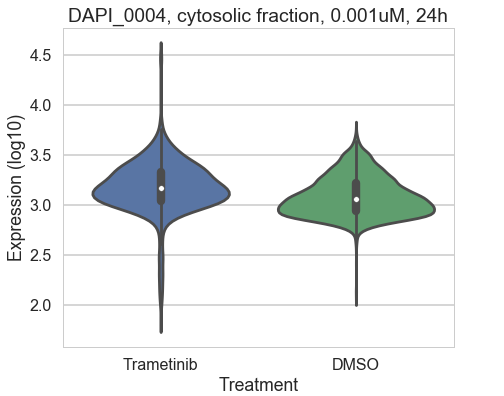 DAPI_0004, cytosolic fraction, 0.001uM, 24h
Expression (log10)
4.5
4.0
3.5
3.0
2.5
2.0
Trametinib
DMSO
Treatment